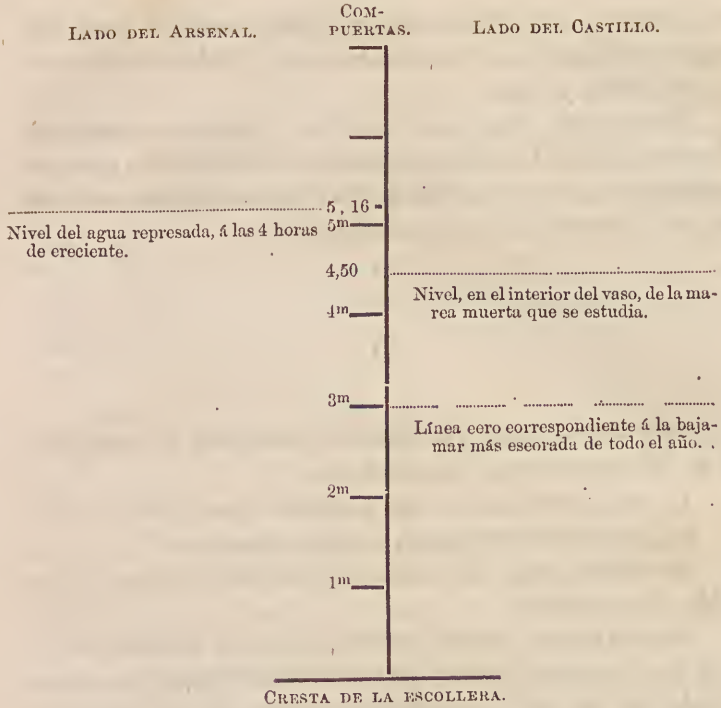 LADO DEL ARSENAL.
COM-
PUERTAS.
LADO DEL CASTILLO.
5,16
Nivel del agua represada, á las 4 horas
de creciente.
5m
4,50
Nivel, en el interior del vaso, de la ma-
rea muerta que se estudia.
4m
3m
Línea cero correspondiente á la baja-
mar más escorada de todo el año.
2m
1m
CRESTA DE LA ESCOLLERA.